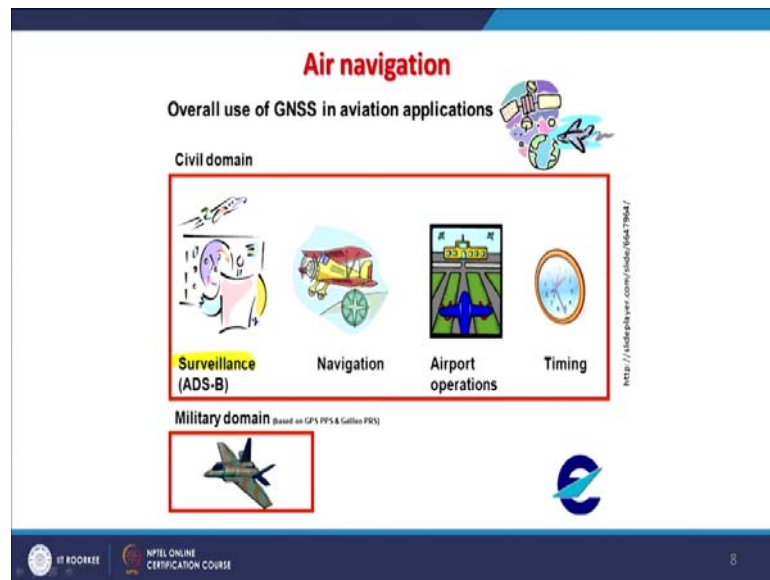 Air navigation
Overall use of GNSS in aviation applications
Civil domain
Surveillance
(ADS-B)
Navigation
Airport
operations
Timing
http://slideplayer.com/slide/6647964/
Military domain (based on GPS PPS & Galileo PRS)
IIT ROORKEE
NPTEL ONLINE
CERTIFICATION COURSE
8